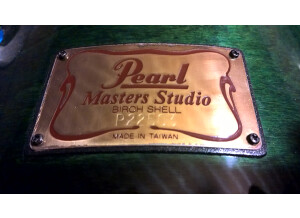 Pearl
Masters Studio
BIRCH SHELL
MADE IN TAIWAN